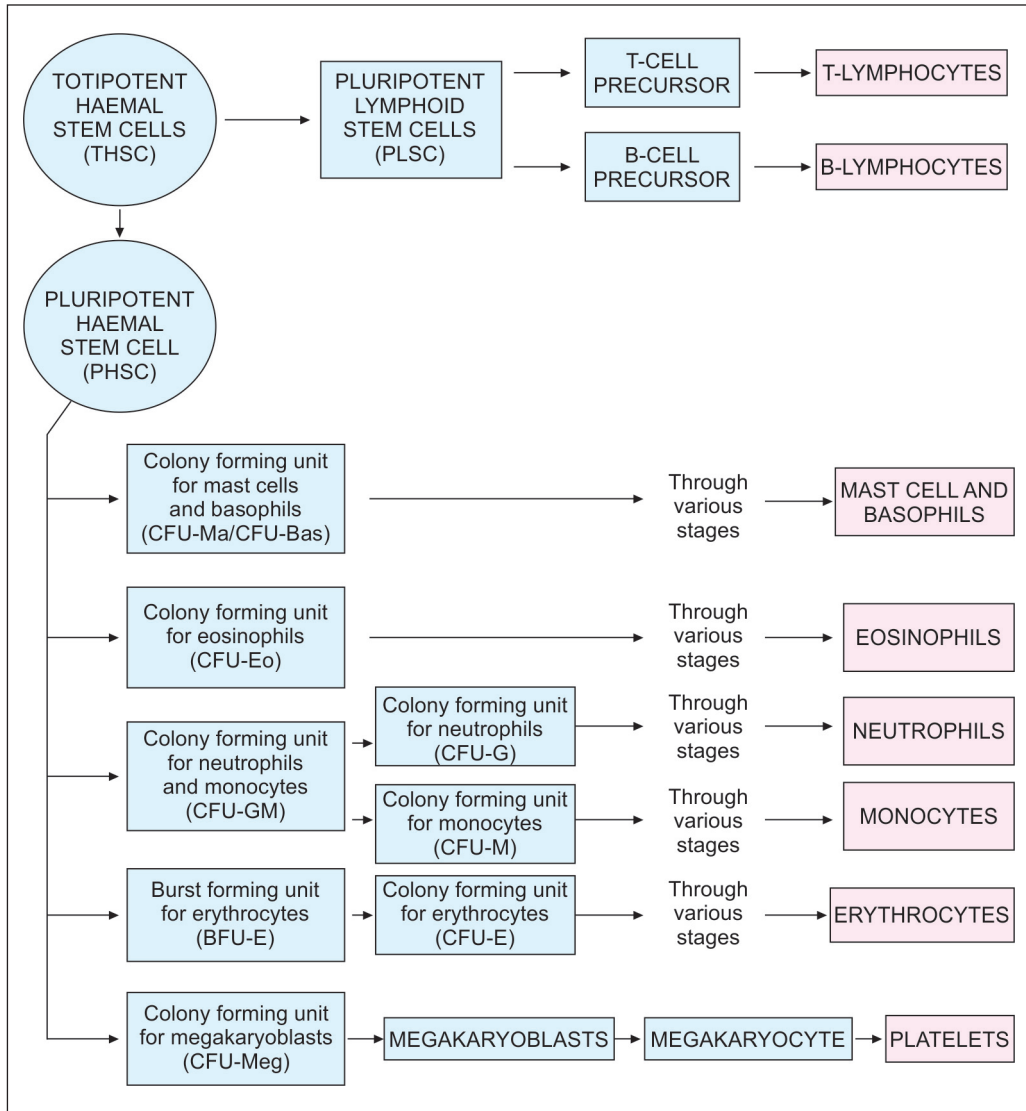 TOTIPOTENT
HAEMAL
STEM CELLS
(THSC)
PLURIPOTENT
LYMPHOID
STEM CELLS
(PLSC)
T-CELL
PRECURSOR
T-LYMPHOCYTES
B-CELL
PRECURSOR
B-LYMPHOCYTES
PLURIPOTENT
HAEMAL
STEM CELL
(PHSC)
Colony forming unit
for mast cells
and basophils
(CFU-Ma/CFU-Bas)
Through
various
stages
MAST CELL AND
BASOPHILS
Colony forming unit
for eosinophils
(CFU-Eo)
Through
various
stages
EOSINOPHILS
Colony forming unit
for neutrophils
and monocytes
(CFU-GM)
Colony forming unit
for neutrophils
(CFU-G)
Through
various
stages
NEUTROPHILS
Colony forming unit
for monocytes
(CFU-M)
Through
various
stages
MONOCYTES
Burst forming unit
for erythrocytes
(BFU-E)
Colony forming unit
for erythrocytes
(CFU-E)
Through
various
stages
ERYTHROCYTES
Colony forming unit
for megakaryoblasts
(CFU-Meg)
MEGAKARYOBLASTS
MEGAKARYOCYTE
PLATELETS